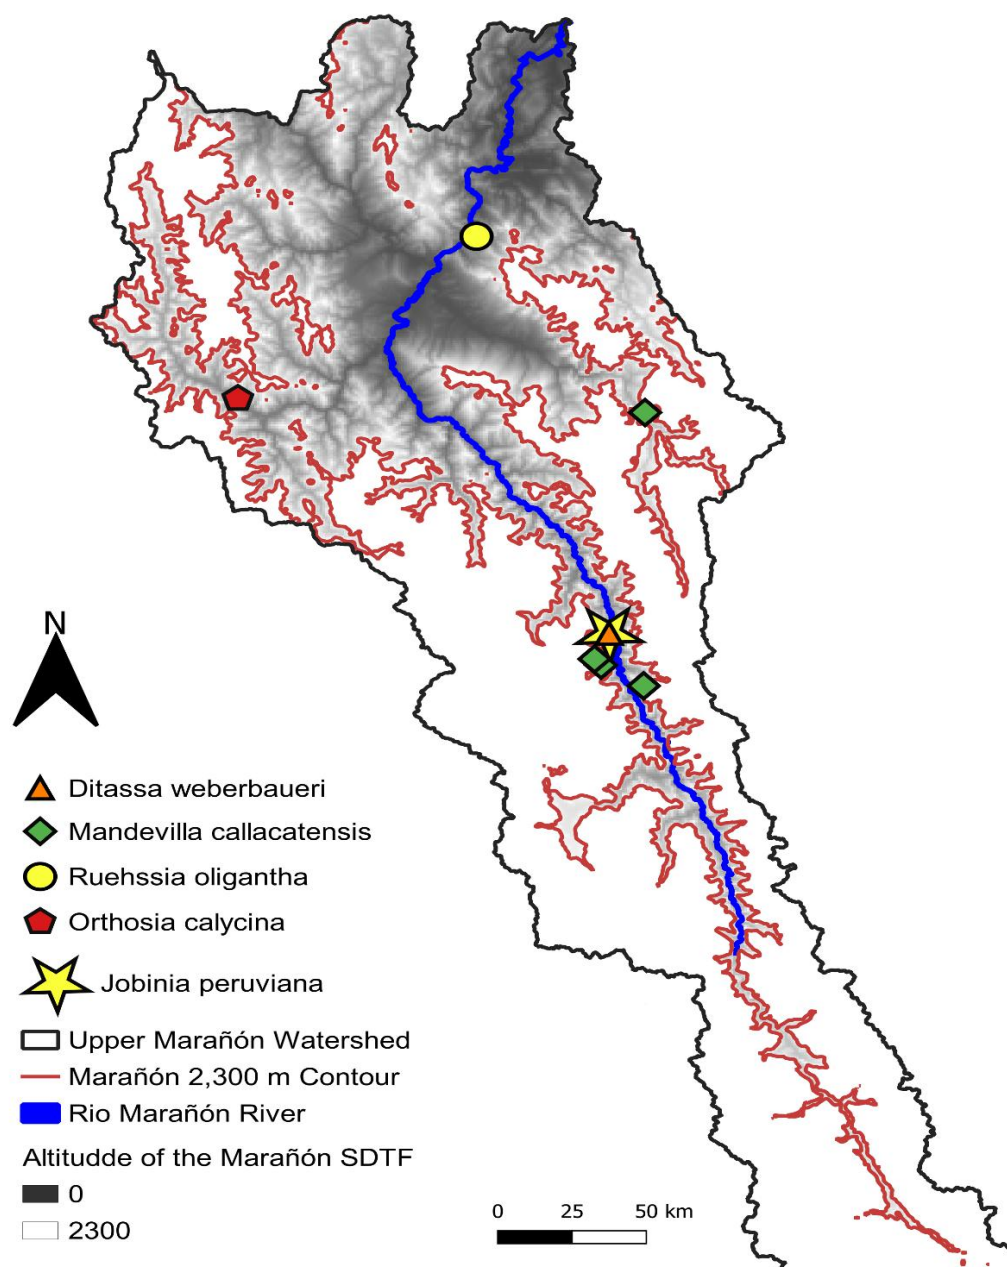 N
Ditassa weberbaueri
Mandevilla callacatensis
Ruehssia oligantha
Orthosia calycina
Jobinia peruviana
Upper Marañón Watershed
Marañón 2,300 m Contour
Rio Marañón River
Altitudde of the Marañón SDTF
0
2300
0 25 50 km